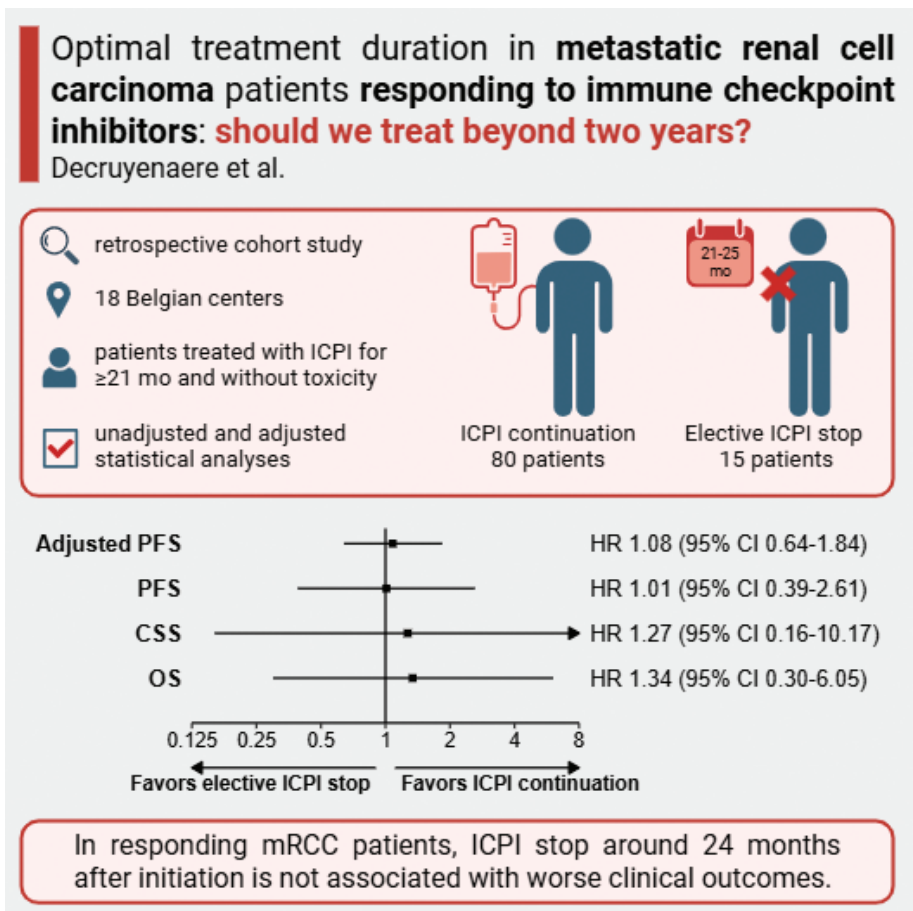 Optimal treatment duration in metastatic renal cell
carcinoma patients responding to immune checkpoint
inhibitors: should we treat beyond two years?
Decruyenaere et al.
retrospective cohort study
18 Belgian centers
patients treated with ICPI for
≥21 mo and without toxicity
unadjusted and adjusted
statistical analyses
ICPI continuation
80 patients
21-25
mo
Elective ICPI stop
15 patients
Adjusted PFS HR 1.08 (95% CI 0.64-1.84)
PFS HR 1.01 (95% CI 0.39-2.61)
CSS HR 1.27 (95% CI 0.16-10.17)
OS HR 1.34 (95% CI 0.30-6.05)
0.125 0.25 0.5 1 2 4 8
Favors elective ICPI stop Favors ICPI continuation
In responding mRCC patients, ICPI stop around 24 months
after initiation is not associated with worse clinical outcomes.